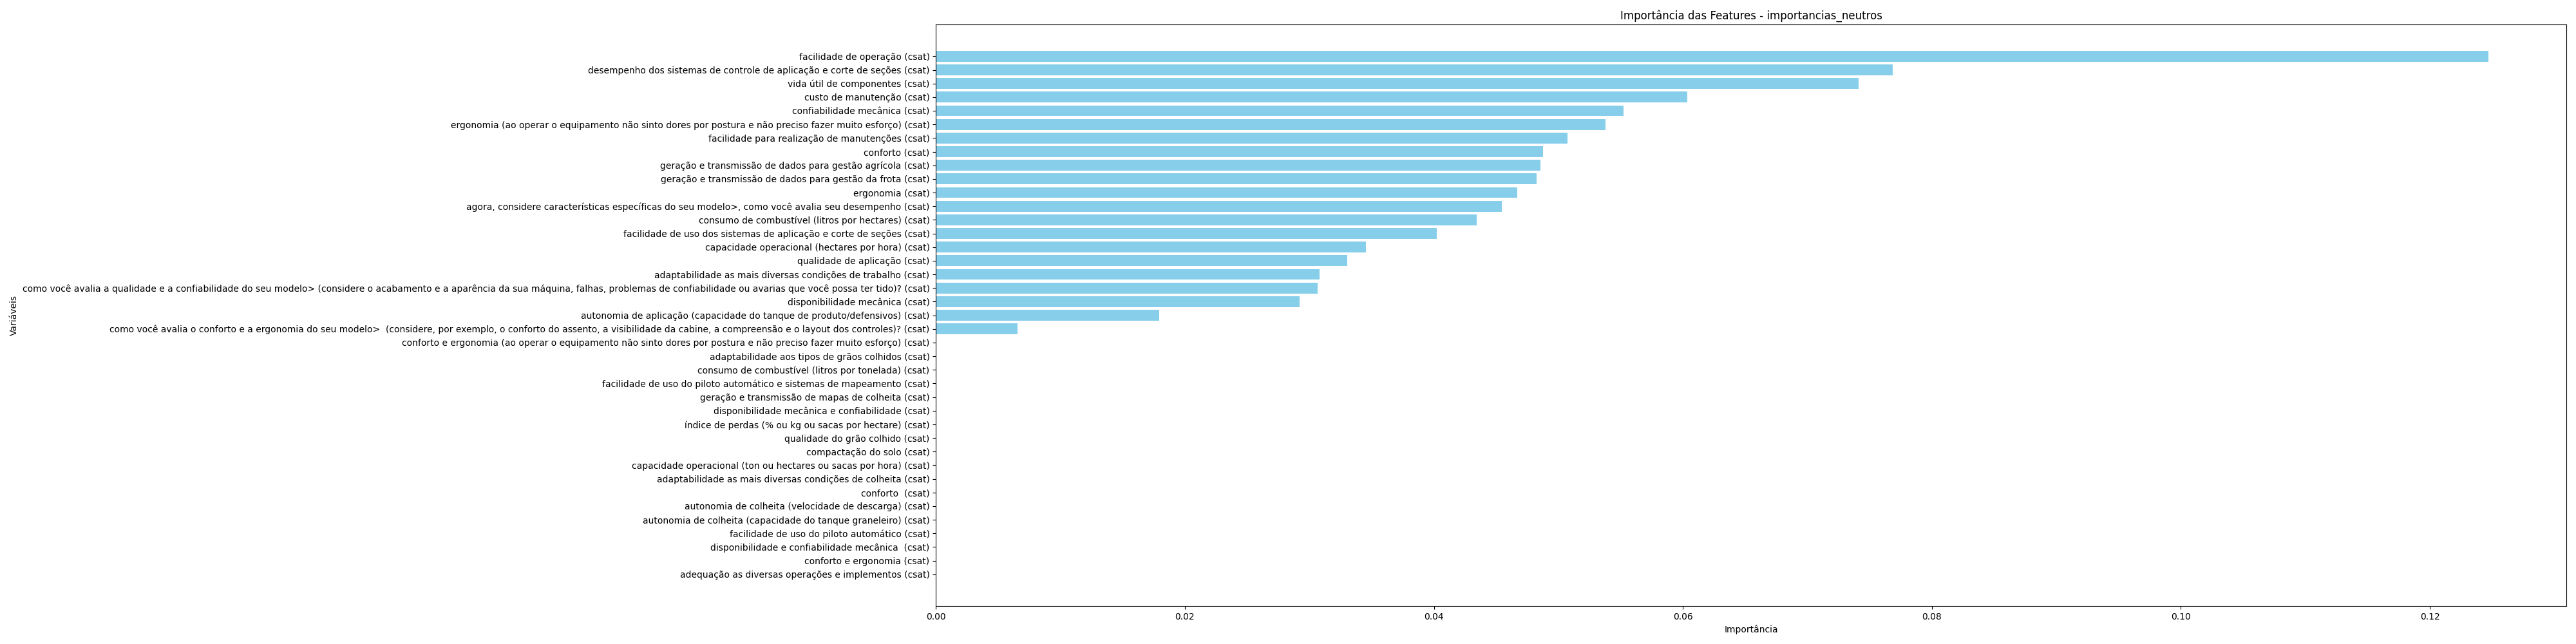 Importância das Features - importancias_neutros
facilidade de operação (csat)
desempenho dos sistemas de controle de aplicação e corte de seções (csat)
vida útil de componentes (csat)
custo de manutenção (csat)
confiabilidade mecânica (csat)
ergonomia (ao operar o equipamento não sinto dores por postura e não preciso fazer muito esforço) (csat)
facilidade para realização de manutenções (csat)
conforto (csat)
geração e transmissão de dados para gestão agrícola (csat)
geração e transmissão de dados para gestão da frota (csat)
ergonomia (csat)
agora, considere características específicas do seu modelo>, como você avalia seu desempenho (csat)
consumo de combustível (litros por hectares) (csat)
facilidade de uso dos sistemas de aplicação e corte de seções (csat)
capacidade operacional (hectares por hora) (csat)
qualidade de aplicação (csat)
adaptabilidade as mais diversas condições de trabalho (csat)
como você avalia a qualidade e a confiabilidade do seu modelo> (considere o acabamento e a aparência da sua máquina, falhas, problemas de confiabilidade ou avarias que você possa ter tido)? (csat)
disponibilidade mecânica (csat)
autonomia de aplicação (capacidade do tanque de produto/defensivos) (csat)
como você avalia o conforto e a ergonomia do seu modelo>  (considere, por exemplo, o conforto do assento, a visibilidade da cabine, a compreensão e o layout dos controles)? (csat)
conforto e ergonomia (ao operar o equipamento não sinto dores por postura e não preciso fazer muito esforço) (csat)
adaptabilidade aos tipos de grãos colhidos (csat)
consumo de combustível (litros por tonelada) (csat)
facilidade de uso do piloto automático e sistemas de mapeamento (csat)
geração e transmissão de mapas de colheita (csat)
disponibilidade mecânica e confiabilidade (csat)
índice de perdas (% ou kg ou sacas por hectare) (csat)
qualidade do grão colhido (csat)
compactação do solo (csat)
capacidade operacional (ton ou hectares ou sacas por hora) (csat)
adaptabilidade as mais diversas condições de colheita (csat)
conforto  (csat)
autonomia de colheita (velocidade de descarga) (csat)
autonomia de colheita (capacidade do tanque graneleiro) (csat)
facilidade de uso do piloto automático (csat)
disponibilidade e confiabilidade mecânica  (csat)
conforto e ergonomia (csat)
adequação as diversas operações e implementos (csat)
Variáveis
0.00 0.02 0.04 0.06 0.08 0.10 0.12
Importância